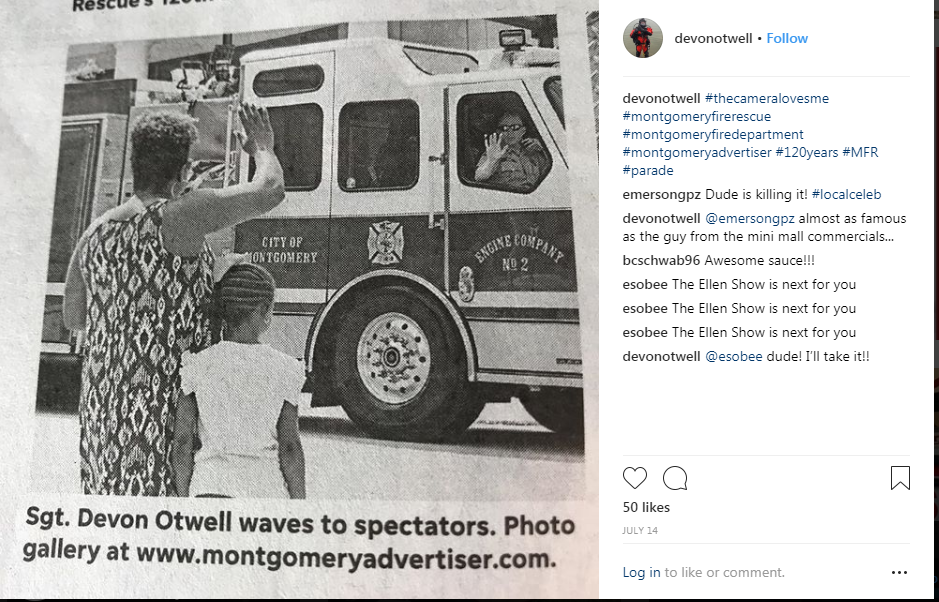 Rescue's 120th
CITY OF
MONTGOMERY
ENGINE COMPANY
No 2
Sgt. Devon Otwell waves to spectators. Photo
gallery at www.montgomeryadvertiser.com.
devonotwell • Follow
devonotwell #thecameralovesme
#montgomeryfirerescue
#montgomeryfiredepartment
#montgomeryadvertiser #120years #MFR
#parade
emersongpz Dude is killing it! #localceleb
devonotwell @emersongpz almost as famous
as the guy from the mini mall commercials...
bcschwab96 Awesome sauce!!!
esobee The Ellen Show is next for you
esobee The Ellen Show is next for you
esobee The Ellen Show is next for you
devonotwell @esobee dude! I'll take it!!
50 likes
JULY 14
Log in to like or comment.